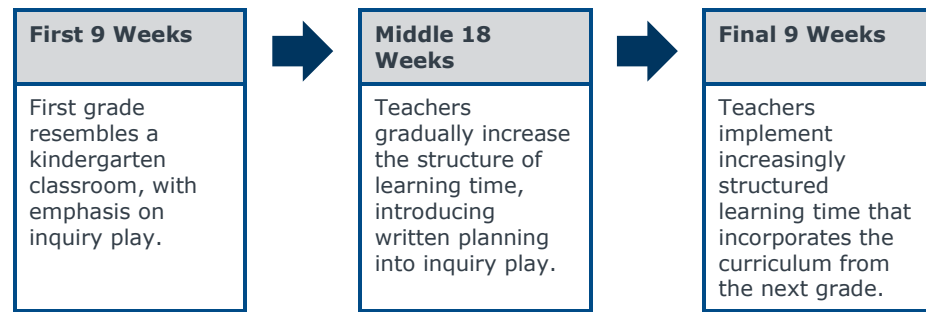 First 9 Weeks
First grade
resembles a
kindergarten
classroom, with
emphasis on
inquiry play.
Middle 18
Weeks
Teachers
gradually increase
the structure of
learning time,
introducing
written planning
into inquiry play.
Final 9 Weeks
Teachers
implement
increasingly
structured
learning time that
incorporates the
curriculum from
the next grade.